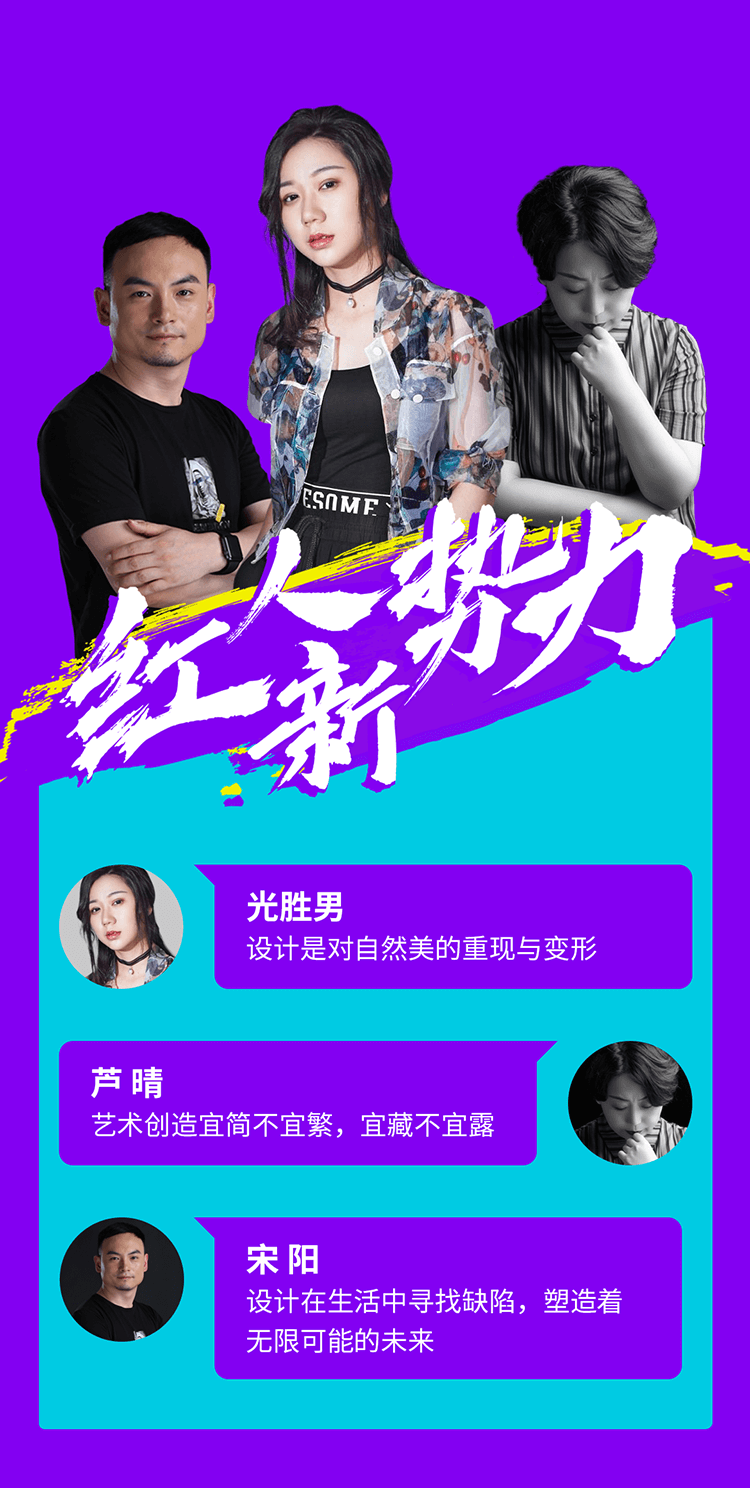 ESOME
红人新势力
光胜男
设计是对自然美的重现与变形
芦 晴
艺术创造宜简不宜繁，宜藏不宜露
宋 阳
设计在生活中寻找缺陷，塑造着
无限可能的未来